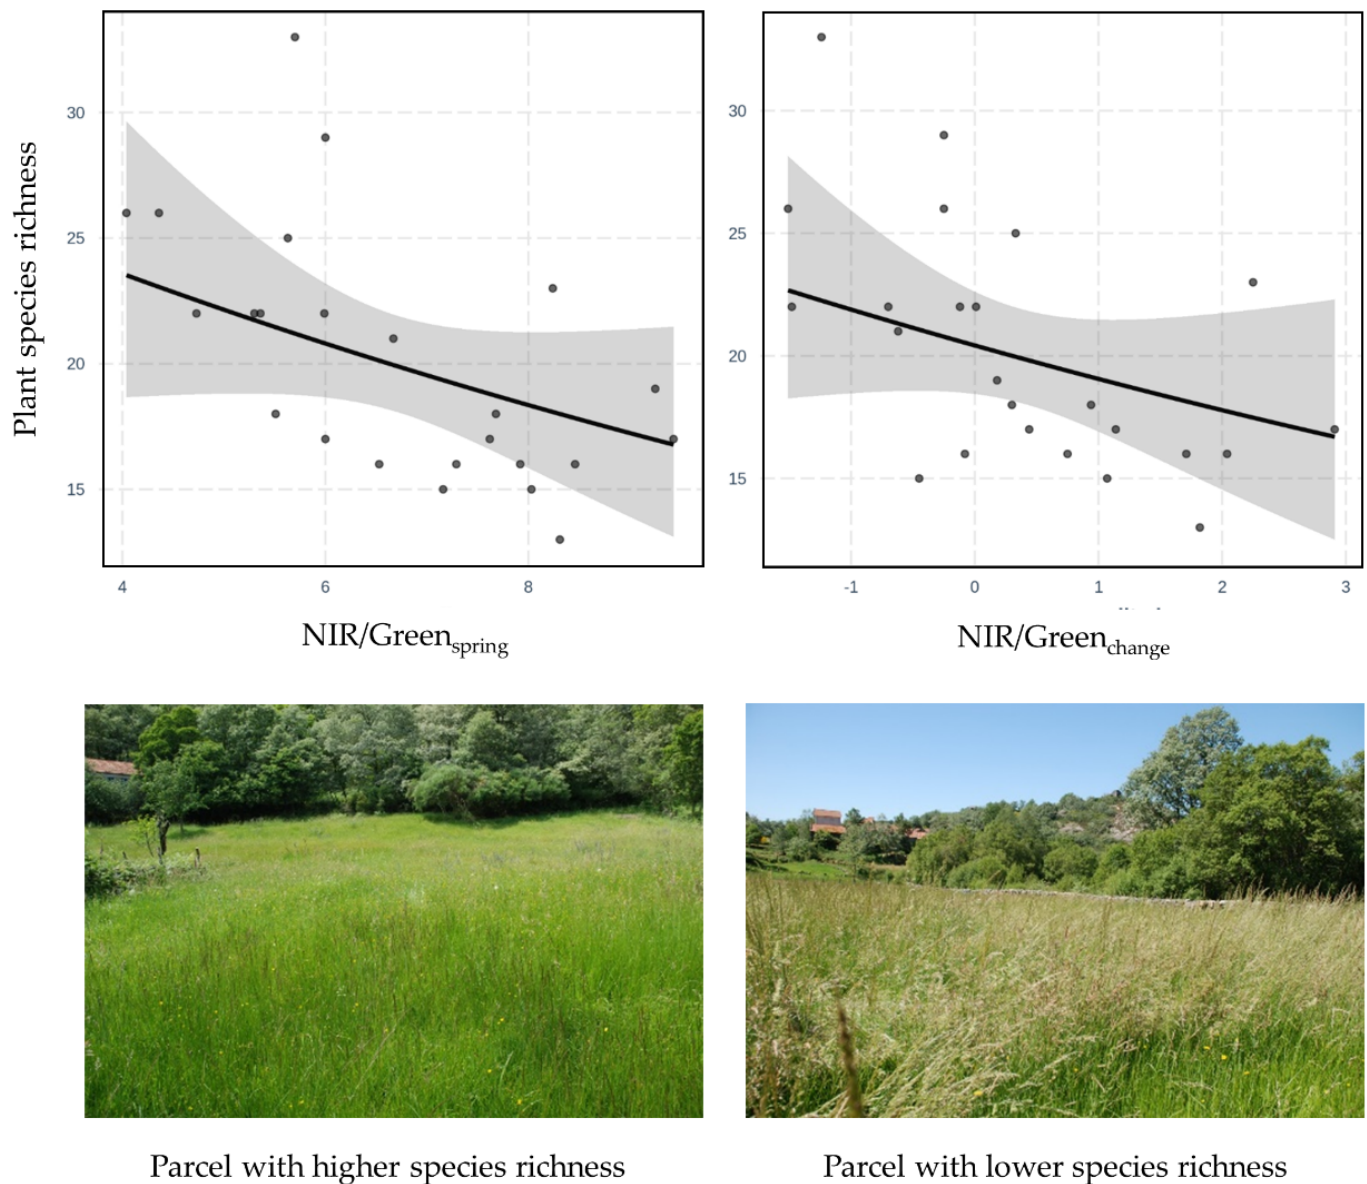 Plant species richness
30
25
20
15
4 6 8
NIR/Greenspring
30
25
20
15
-1 0 1 2 3
NIR/Greenchange
Parcel with higher species richness
Parcel with lower species richness